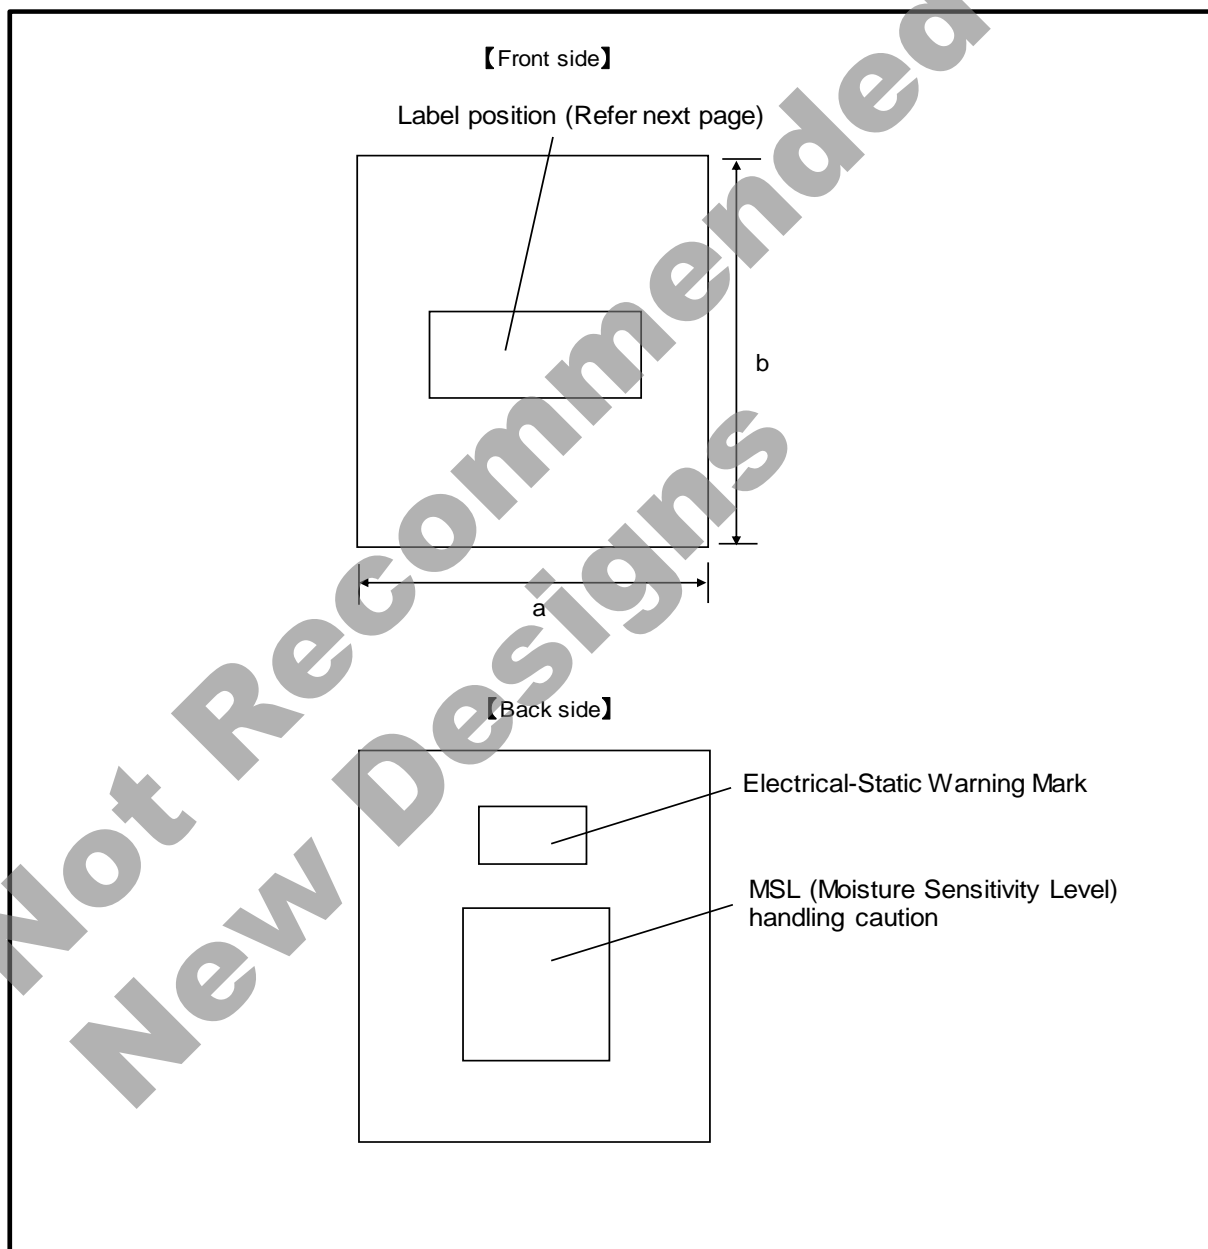 【Front side】
Label position (Refer next page)
b
a
【Back side】
Electrical-Static Warning Mark
MSL (Moisture Sensitivity Level)
handling caution
Not Recommended
New Designs